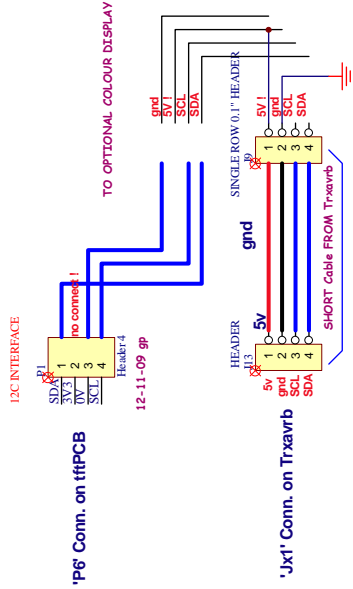 12C INTERFACE
P1
SDA
3V3
0V
SCL
1
2
3
4
no connect !
Header 4
12-11-09 gp
'P6' Conn. on tftPCB
TO OPTIONAL COLOUR DISPLAY
gnd
5V !
SCL
SDA
SINGLE ROW 0.1" HEADER
J9
5V !
gnd
SCL
SDA
1
2
3
4
gnd
5v
HEADER
J13
5v
gnd
SCL
SDA
1
2
3
4
SHORT Cable FROM Trxavrb
'Jx1' Conn. on Trxavrb